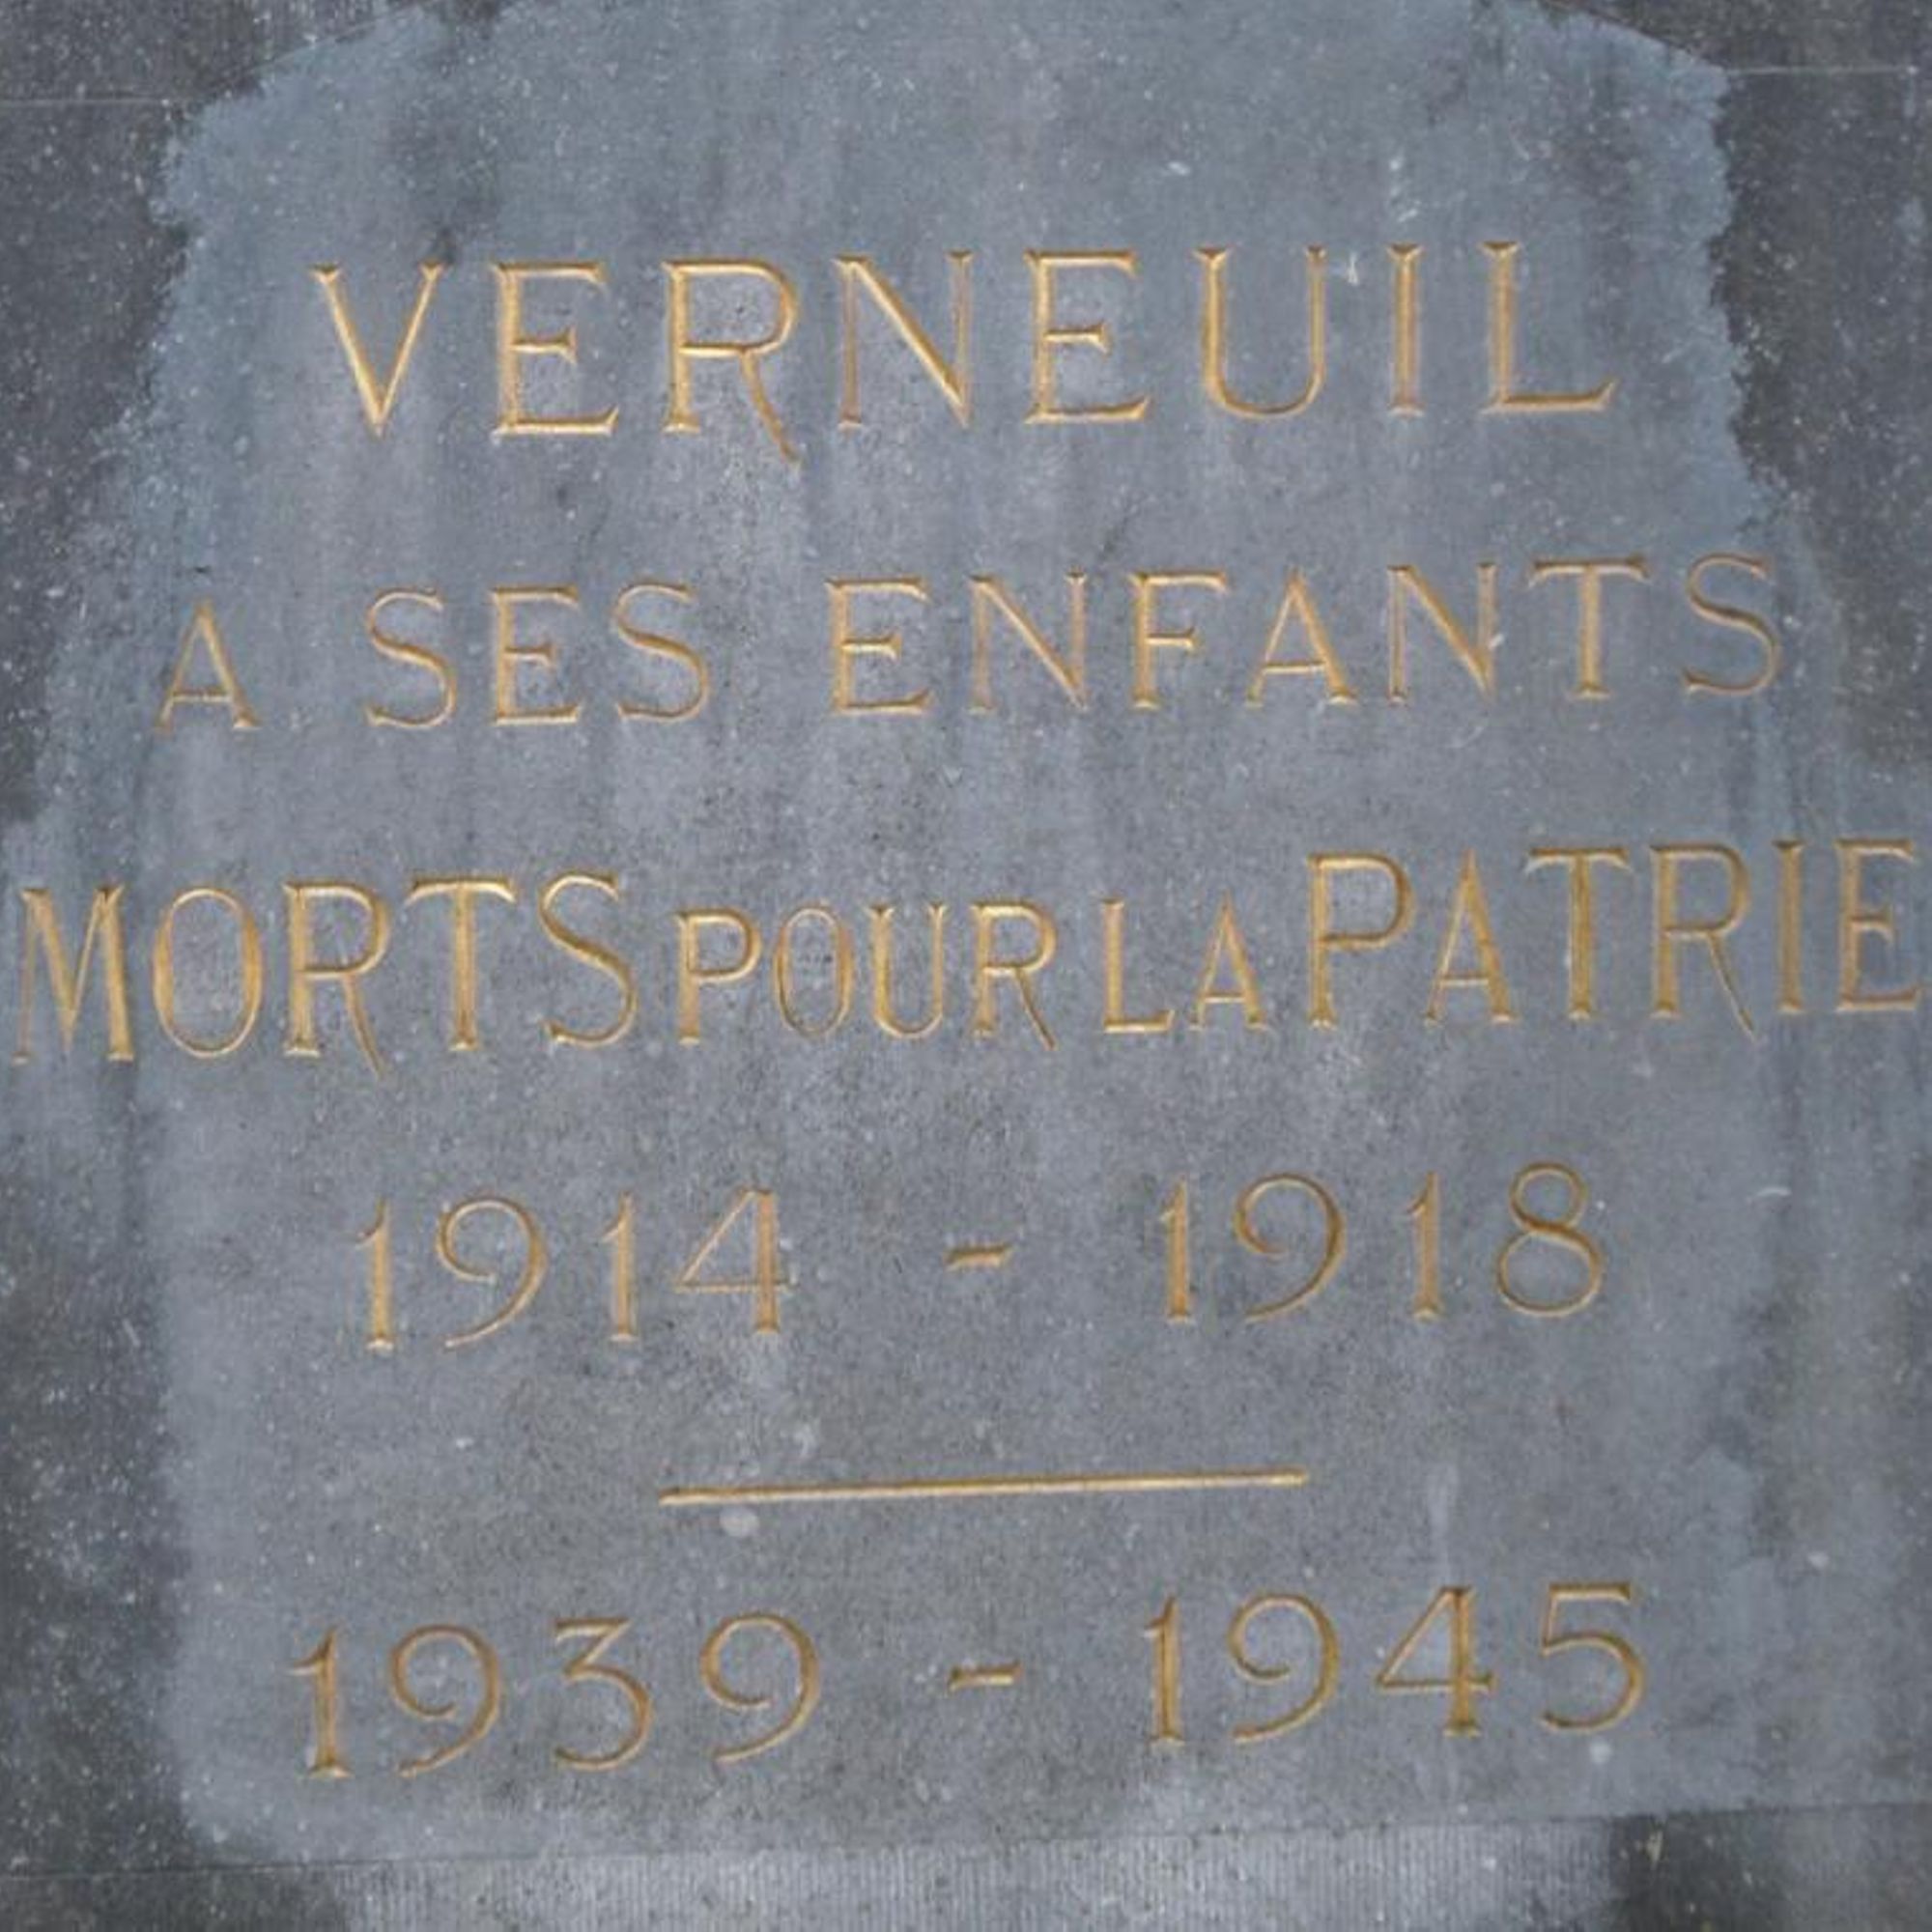 VERNEUIL
A SES ENFANTS
MORTS POUR LA PATRIE
1914 - 1918
1939 - 1945